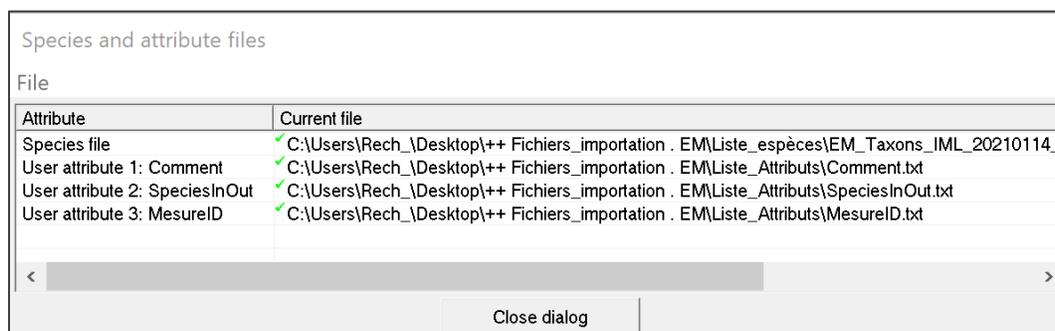 Species and attribute files
File
Attribute Current file
Species file C:\Users\Rech_\Desktop\++ Fichiers_importation . EM\Liste_espèces\EM_Taxons_IML_20210114_
User attribute 1: Comment C:\Users\Rech_\Desktop\++ Fichiers_importation . EM\Liste_Attributs\Comment.txt
User attribute 2: SpeciesInOut C:\Users\Rech_\Desktop\++ Fichiers_importation . EM\Liste_Attributs\SpeciesInOut.txt
User attribute 3: MesureID C:\Users\Rech_\Desktop\++ Fichiers_importation . EM\Liste_Attributs\MesureID.txt
Close dialog